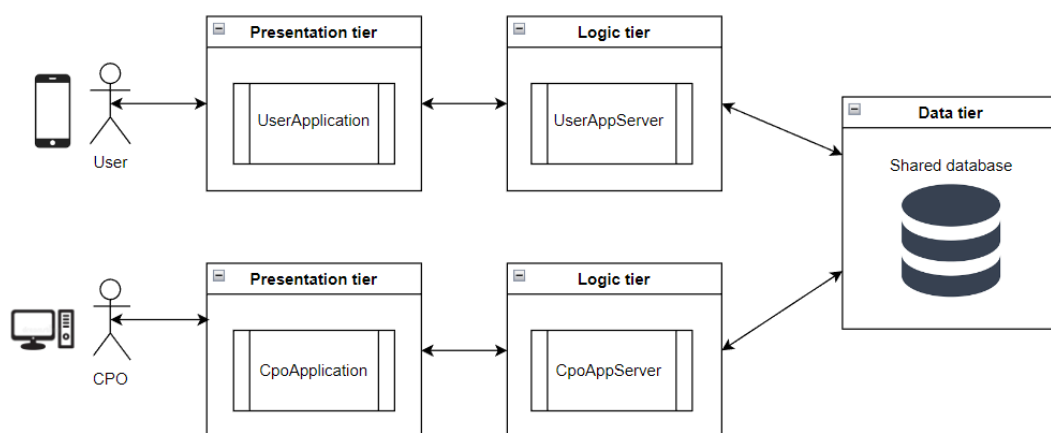 Presentation tier
Logic tier
UserApplication
UserAppServer
User
Data tier
Shared database
Presentation tier
Logic tier
CpoApplication
CpoAppServer
CPO